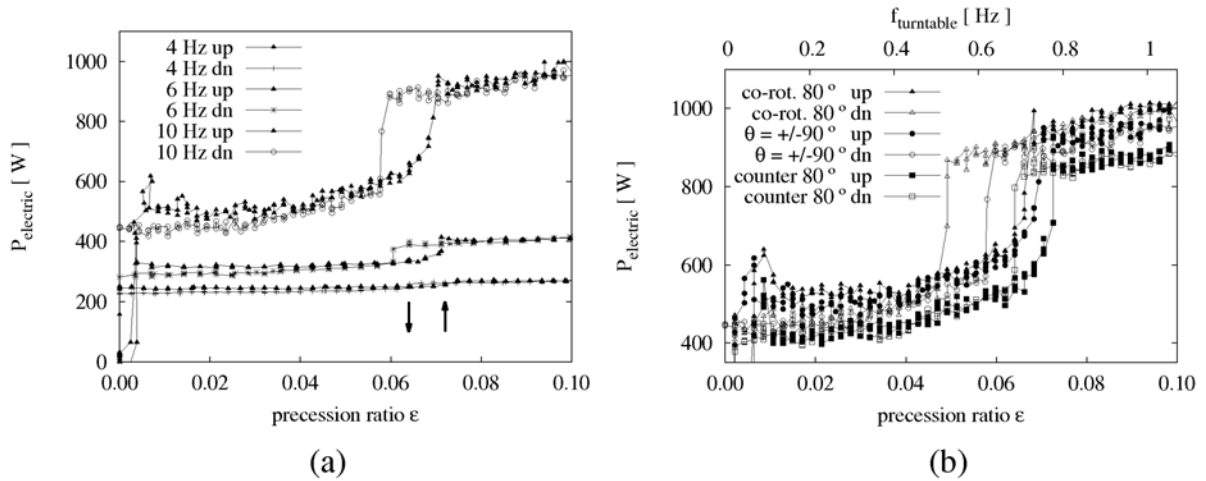 P_electric [ W ]
1000
800
600
400
200
0
4 Hz up
4 Hz dn
6 Hz up
6 Hz dn
10 Hz up
10 Hz dn
0.00 0.02 0.04 0.06 0.08 0.10
precession ratio ε
(a)
f_turntable [ Hz ]
0 0.2 0.4 0.6 0.8 1
P_electric [ W ]
1000
800
600
400
co-rot. 80 º up
co-rot. 80 º dn
θ = +/-90 º up
θ = +/-90 º dn
counter 80 º up
counter 80 º dn
0.00 0.02 0.04 0.06 0.08 0.10
precession ratio ε
(b)